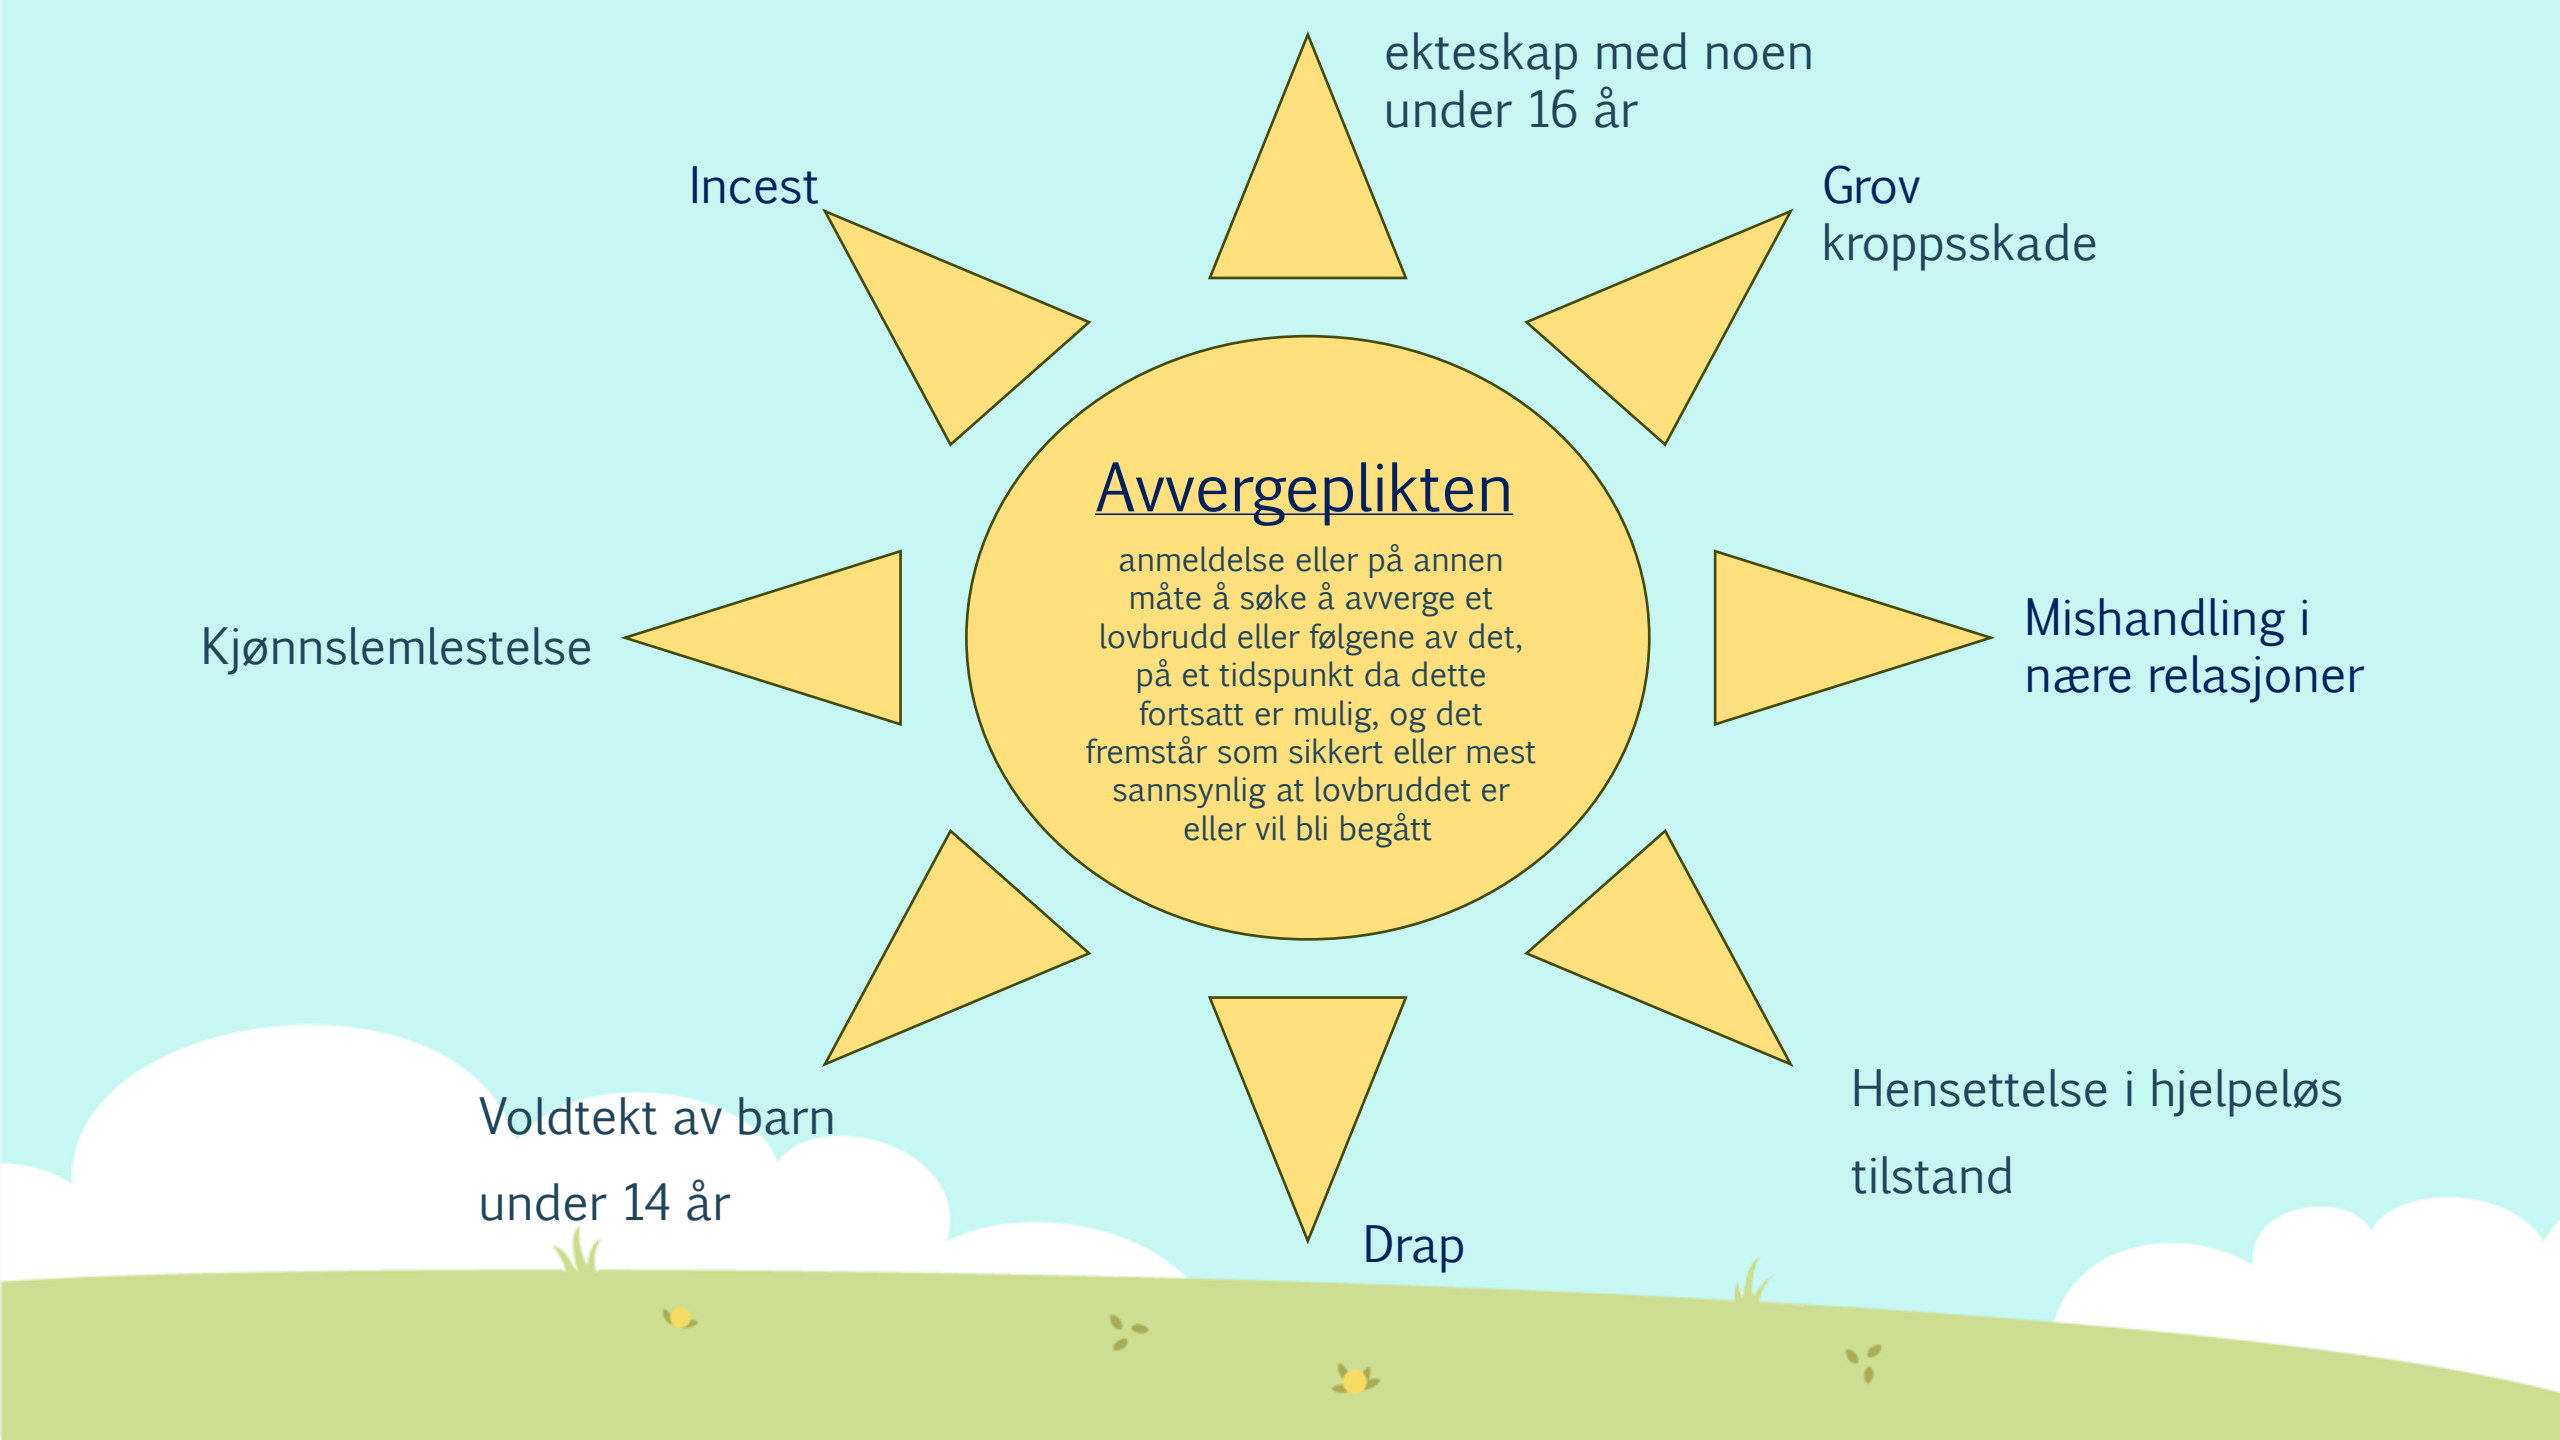 ekteskap med noen
under 16 år
Incest
Grov
kroppsskade
Avvergeplikten
anmeldelse eller på annen
måte å søke å avverge et
lovbrudd eller følgene av det,
på et tidspunkt da dette
fortsatt er mulig, og det
fremstår som sikkert eller mest
sannsynlig at lovbruddet er
eller vil bli begått
Kjønnslemlestelse
Mishandling i
nære relasjoner
Voldtekt av barn
under 14 år
Hensettelse i hjelpeløs
tilstand
Drap